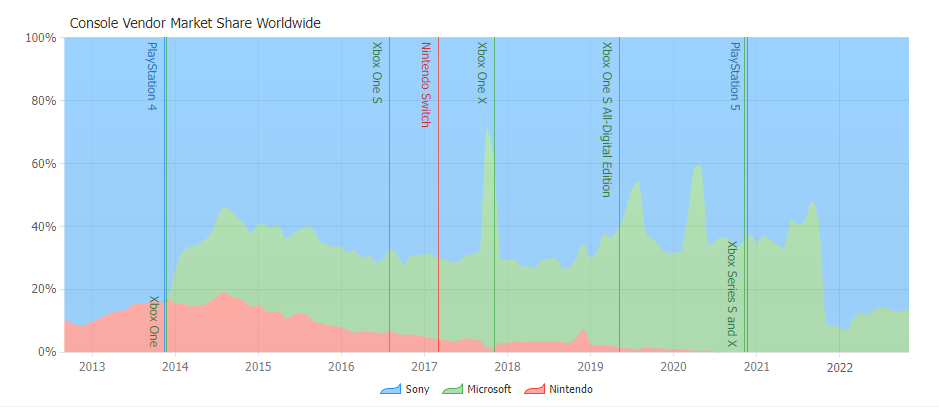 Console Vendor Market Share Worldwide
100%
80%
60%
40%
20%
0%
PlayStation 4
Xbox One
Xbox One S
Nintendo Switch
Xbox One X
Xbox One S All-Digital Edition
PlayStation 5
Xbox Series S and X
2013 2014 2015 2016 2017 2018 2019 2020 2021 2022
Sony Microsoft Nintendo